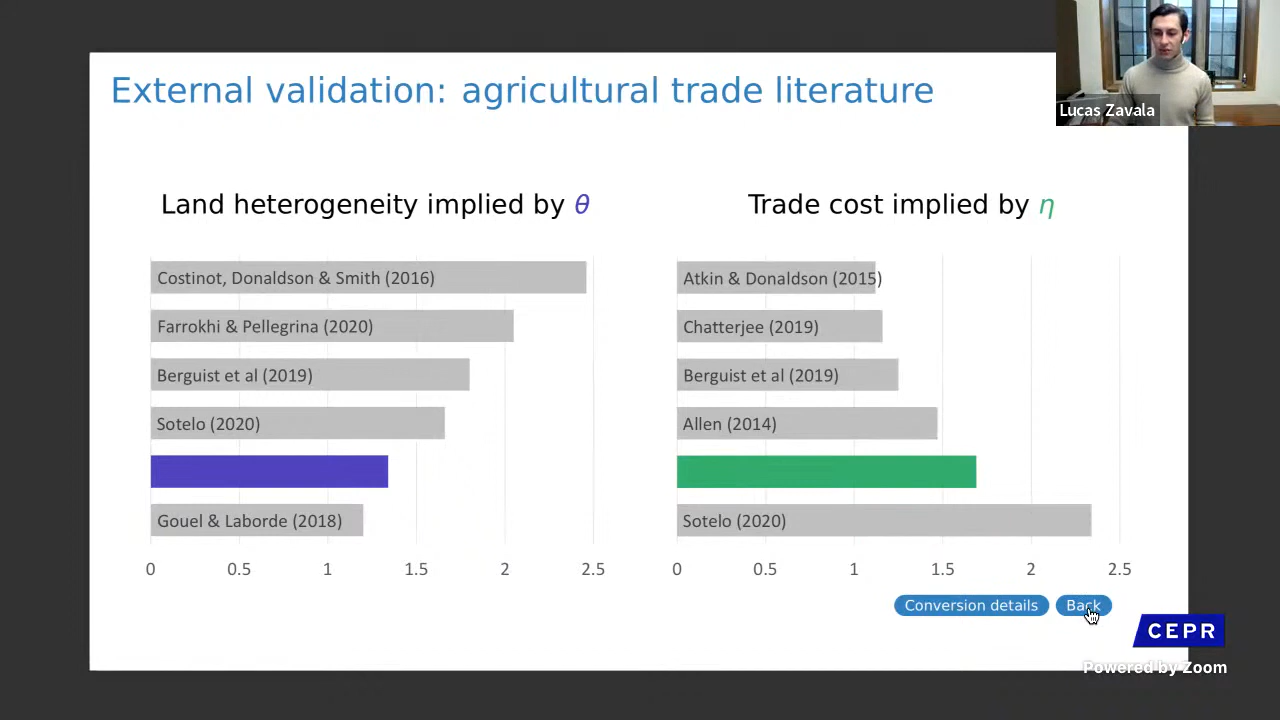 External validation: agricultural trade literature
Lucas Zavala
Land heterogeneity implied by θ
Costinot, Donaldson & Smith (2016)
Farrokhi & Pellegrina (2020)
Berguist et al (2019)
Sotelo (2020)
Gouel & Laborde (2018)
0 0.5 1 1.5 2 2.5
Trade cost implied by η
Atkin & Donaldson (2015)
Chatterjee (2019)
Berguist et al (2019)
Allen (2014)
Sotelo (2020)
0 0.5 1 1.5 2 2.5
Conversion details
Back
CEPR
Powered by Zoom